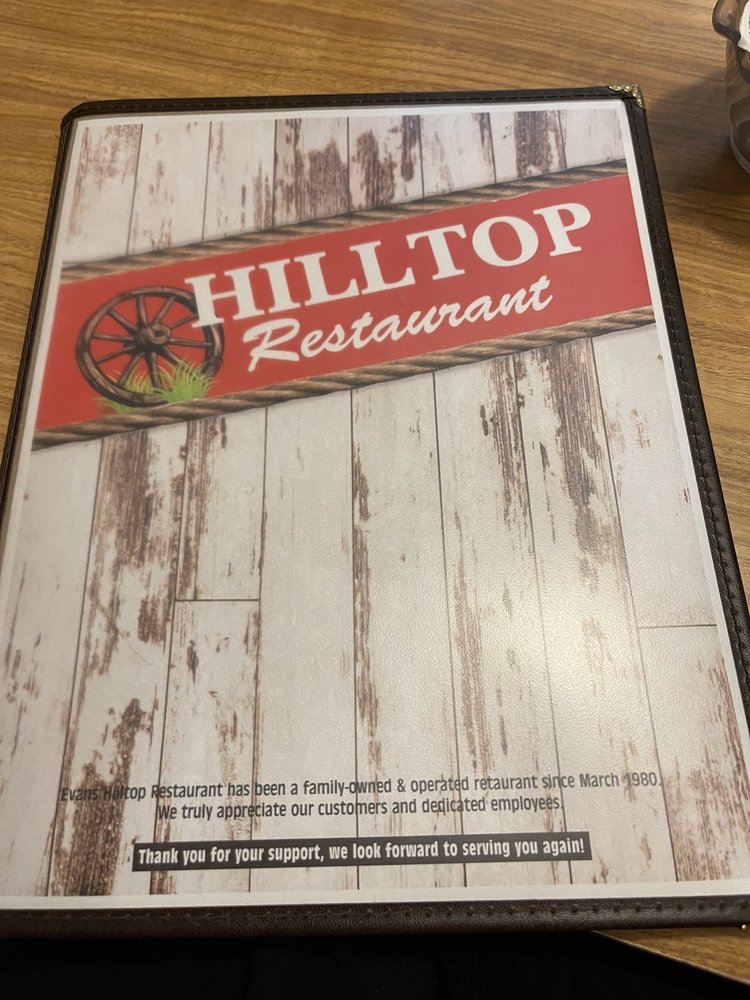 HILLTOP
Restaurant
Evans Hilltop Restaurant has been a family-owned & operated retaurant since March 1980.
We truly appreciate our customers and dedicated employees.
Thank you for your support, we look forward to serving you again!